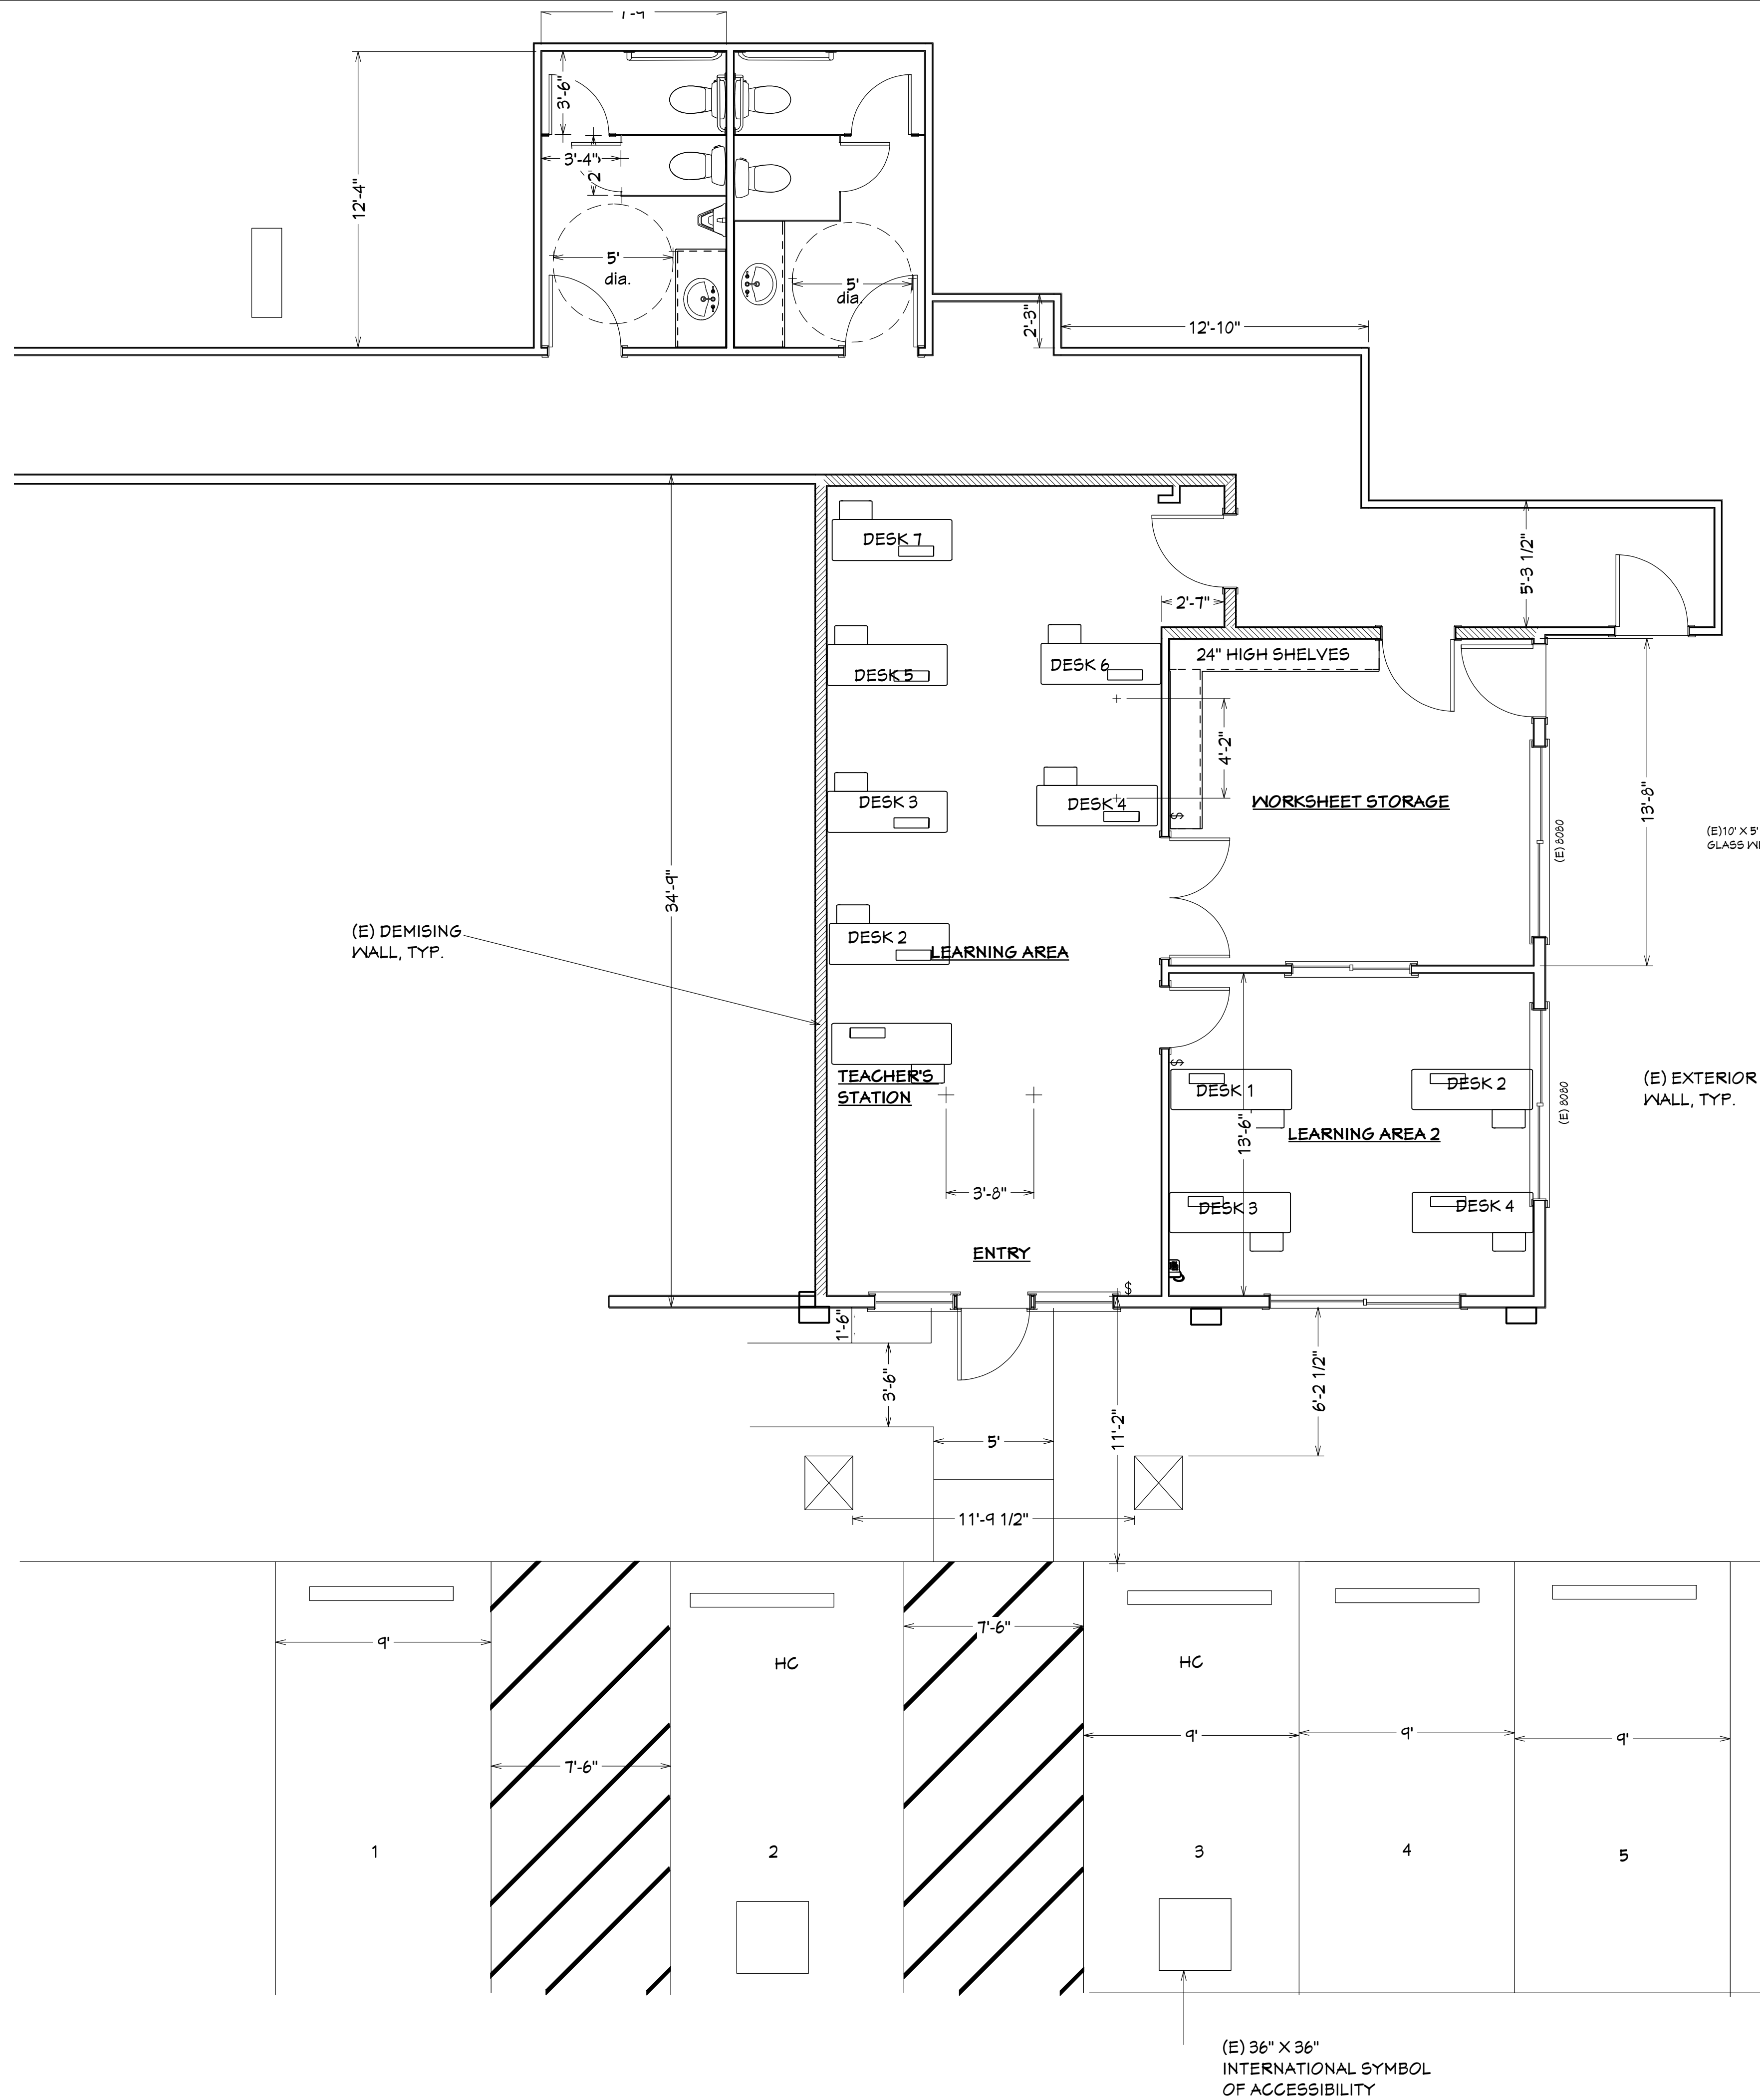 3'-6"
12'-4"
3'-4"
2'
5'
dia.
5'
dia.
2'-3"
12'-10"
5'-3 1/2"
DESK 7
2'-7"
24" HIGH SHELVES
DESK 5
DESK 6
4'-2"
DESK 3
DESK 4
WORKSHEET STORAGE
13'-8"
(E) 8080
(E)10' X 5'
34'-9"
(E) DEMISING
WALL, TYP.
DESK 2
LEARNING AREA
TEACHER'S
STATION
$
$
DESK 1
DESK 2
(E) 8080
(E) EXTERIOR
WALL, TYP.
13'-6"
LEARNING AREA 2
3'-8"
DESK 3
DESK 4
ENTRY
$
1'-6"
3'-6"
6'-2 1/2"
11'-2"
5'
11'-9 1/2"
9'
7'-6"
HC
HC
9'
9'
9'
7'-6"
1
2
3
4
5
(E) 36" X 36"
INTERNATIONAL SYMBOL
OF ACCESSIBILITY